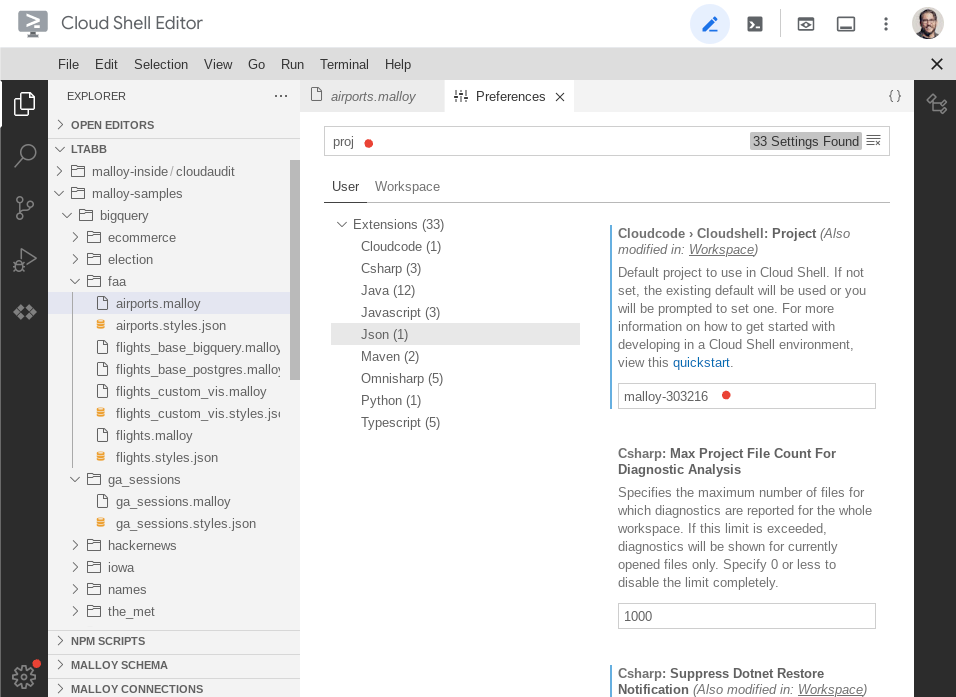 Cloud Shell Editor
File Edit Selection View Go Run Terminal Help
EXPLORER
OPEN EDITORS
LTABB
malloy-inside / cloudaudit
malloy-samples
bigquery
ecommerce
election
faa
airports.malloy
airports.styles.json
flights_base_bigquery.malloy
flights_base_postgres.malloy
flights_custom_vis.malloy
flights_custom_vis.styles.jso
flights.malloy
flights.styles.json
ga_sessions
ga_sessions.malloy
ga_sessions.styles.json
hackernews
iowa
names
the_met
NPM SCRIPTS
MALLOY SCHEMA
MALLOY CONNECTIONS
airports.malloy
Preferences
proj
33 Settings Found
User Workspace
Extensions (33)
Cloudcode (1)
Csharp (3)
Java (12)
Javascript (3)
Json (1)
Maven (2)
Omnisharp (5)
Python (1)
Typescript (5)
Cloudcode › Cloudshell: Project (Also
modified in: Workspace)
Default project to use in Cloud Shell. If not
set, the existing default will be used or you
will be prompted to set one. For more
information on how to get started with
developing in a Cloud Shell environment,
view this quickstart.
malloy-303216
Csharp: Max Project File Count For
Diagnostic Analysis
Specifies the maximum number of files for
which diagnostics are reported for the whole
workspace. If this limit is exceeded,
diagnostics will be shown for currently
opened files only. Specify 0 or less to
disable the limit completely.
1000
Csharp: Suppress Dotnet Restore
Notification (Also modified in: Workspace)